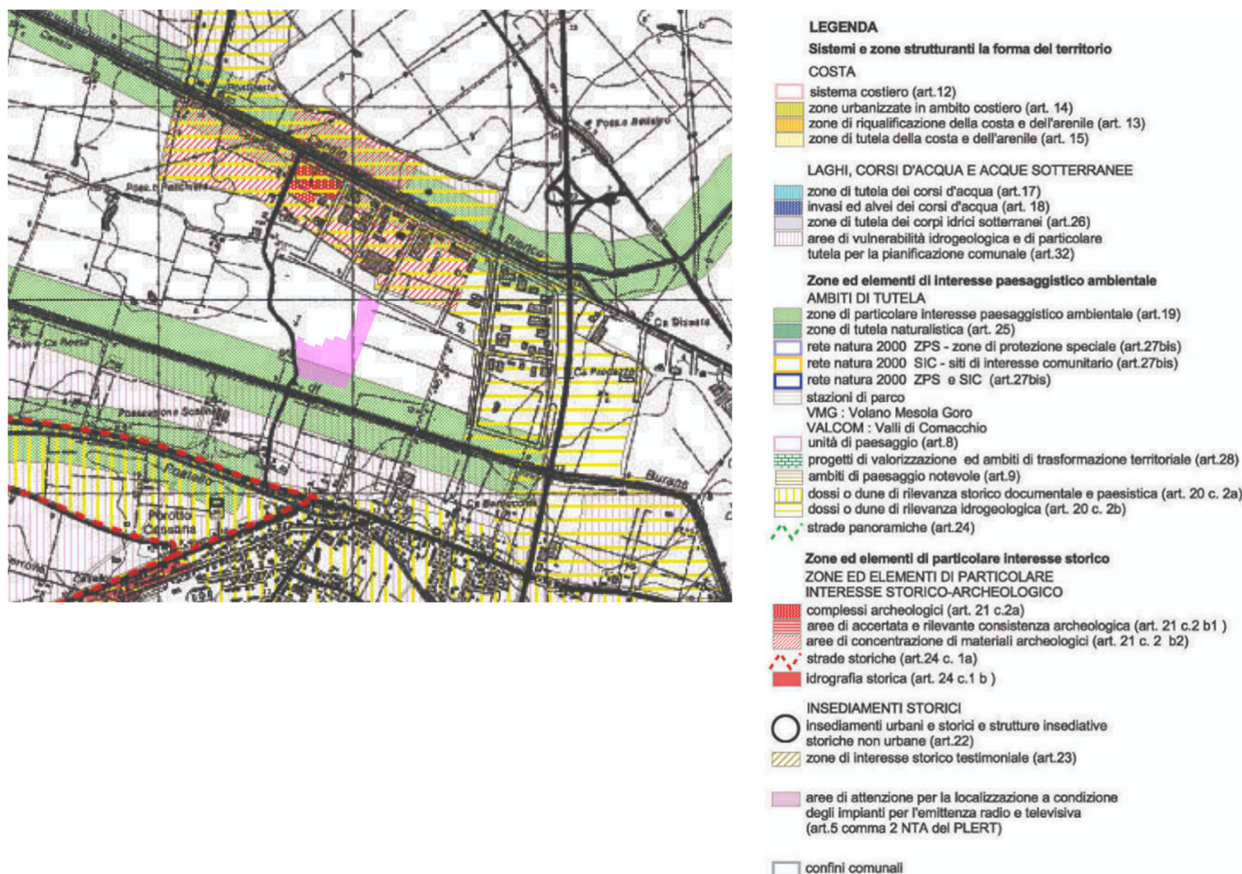 Canale
Canale
Poss.o Belsito
Poss.e Ca Rossa
Possessione Scolina
Ca Dissata
Porotto
Cassana
LEGENDA
Sistemi e zone strutturanti la forma del territorio
COSTA
sistema costiero (art.12)
zone urbanizzate in ambito costiero (art. 14)
zone di riqualificazione della costa e dell'arenile (art. 13)
zone di tutela della costa e dell'arenile (art. 15)
LAGHI, CORSI D'ACQUA E ACQUE SOTTERRANEE
zone di tutela dei corsi d'acqua (art.17)
invasi ed alvei dei corsi d'acqua (art. 18)
zone di tutela dei corpi idrici sotterranei (art.26)
aree di vulnerabilità idrogeologica e di particolare
tutela per la pianificazione comunale (art.32)
Zone ed elementi di interesse paesaggistico ambientale
AMBITI DI TUTELA
zone di particolare interesse paesaggistico ambientale (art.19)
zone di tutela naturalistica (art. 25)
rete natura 2000 ZPS - zone di protezione speciale (art.27bis)
rete natura 2000 SIC - siti di interesse comunitario (art.27bis)
rete natura 2000 ZPS e SIC (art.27bis)
stazioni di parco
VMG : Volano Mesola Goro
VALCOM : Valli di Comacchio
unità di paesaggio (art.8)
progetti di valorizzazione ed ambiti di trasformazione territoriale (art.28)
ambiti di paesaggio notevole (art.9)
dossi o dune di rilevanza storico documentale e paesistica (art. 20 c. 2a)
dossi o dune di rilevanza idrogeologica (art. 20 c. 2b)
strade panoramiche (art.24)
Zone ed elementi di particolare interesse storico
ZONE ED ELEMENTI DI PARTICOLARE
INTERESSE STORICO-ARCHEOLOGICO
complessi archeologici (art. 21 c.2a)
aree di accertata e rilevante consistenza archeologica (art. 21 c.2 b1 )
aree di concentrazione di materiali archeologici (art. 21 c. 2 b2)
strade storiche (art.24 c. 1a)
idrografia storica (art. 24 c.1 b )
INSEDIAMENTI STORICI
insediamenti urbani e storici e strutture insediative
storiche non urbane (art.22)
zone di interesse storico testimoniale (art.23)
aree di attenzione per la localizzazione a condizione
degli impianti per l'emittenza radio e televisiva
(art.5 comma 2 NTA del PLERT)
confini comunali